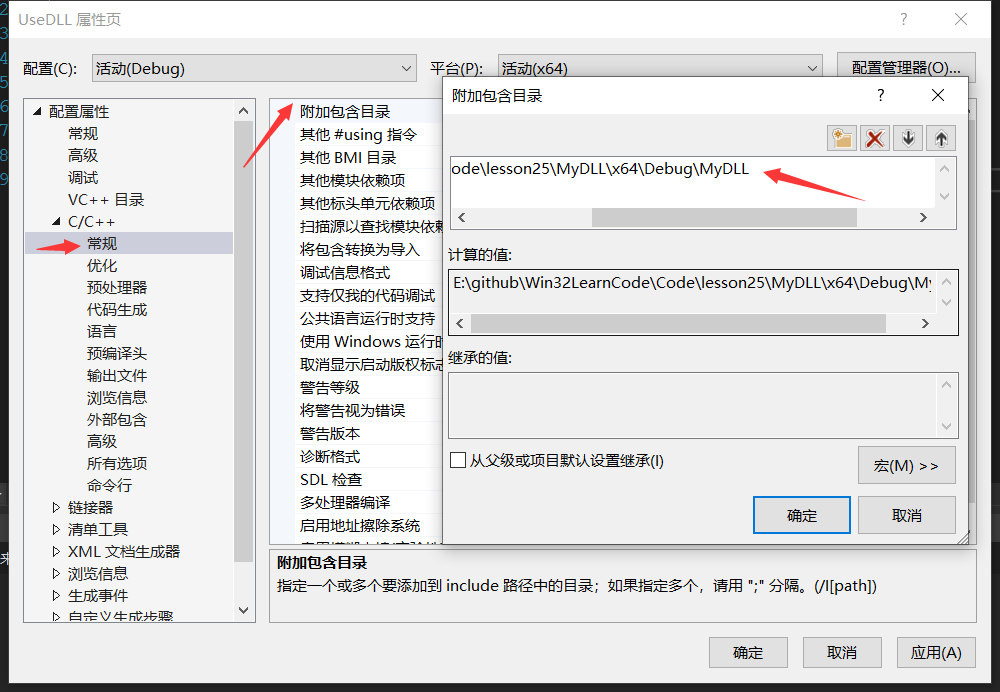 UseDLL 属性页
配置(C):
活动(Debug)
平台(P):
活动(x64)
配置管理器(O)...
配置属性
常规
高级
调试
VC++ 目录
C/C++
常规
优化
预处理器
代码生成
语言
预编译头
输出文件
浏览信息
外部包含
高级
所有选项
命令行
链接器
清单工具
XML 文档生成器
浏览信息
生成事件
自定义生成步骤
附加包含目录
其他 #using 指令
其他 BMI 目录
其他模块依赖项
其他标头单元依赖项
扫描源以查找模块依赖
将包含转换为导入
调试信息格式
支持仅我的代码调试
公共语言运行时支持
使用 Windows 运行时
取消显示启动版权标志
警告等级
将警告视为错误
警告版本
诊断格式
SDL 检查
多处理器编译
启用地址擦除系统
附加包含目录
ode\lesson25\MyDLL\x64\Debug\MyDLL
计算的值:
E:\github\Win32LearnCode\Code\lesson25\MyDLL\x64\Debug\My
继承的值:
从父级或项目默认设置继承(I)
宏(M) >>
确定
取消
附加包含目录
指定一个或多个要添加到 include 路径中的目录；如果指定多个，请用 ";" 分隔。(/I[path])
确定
取消
应用(A)